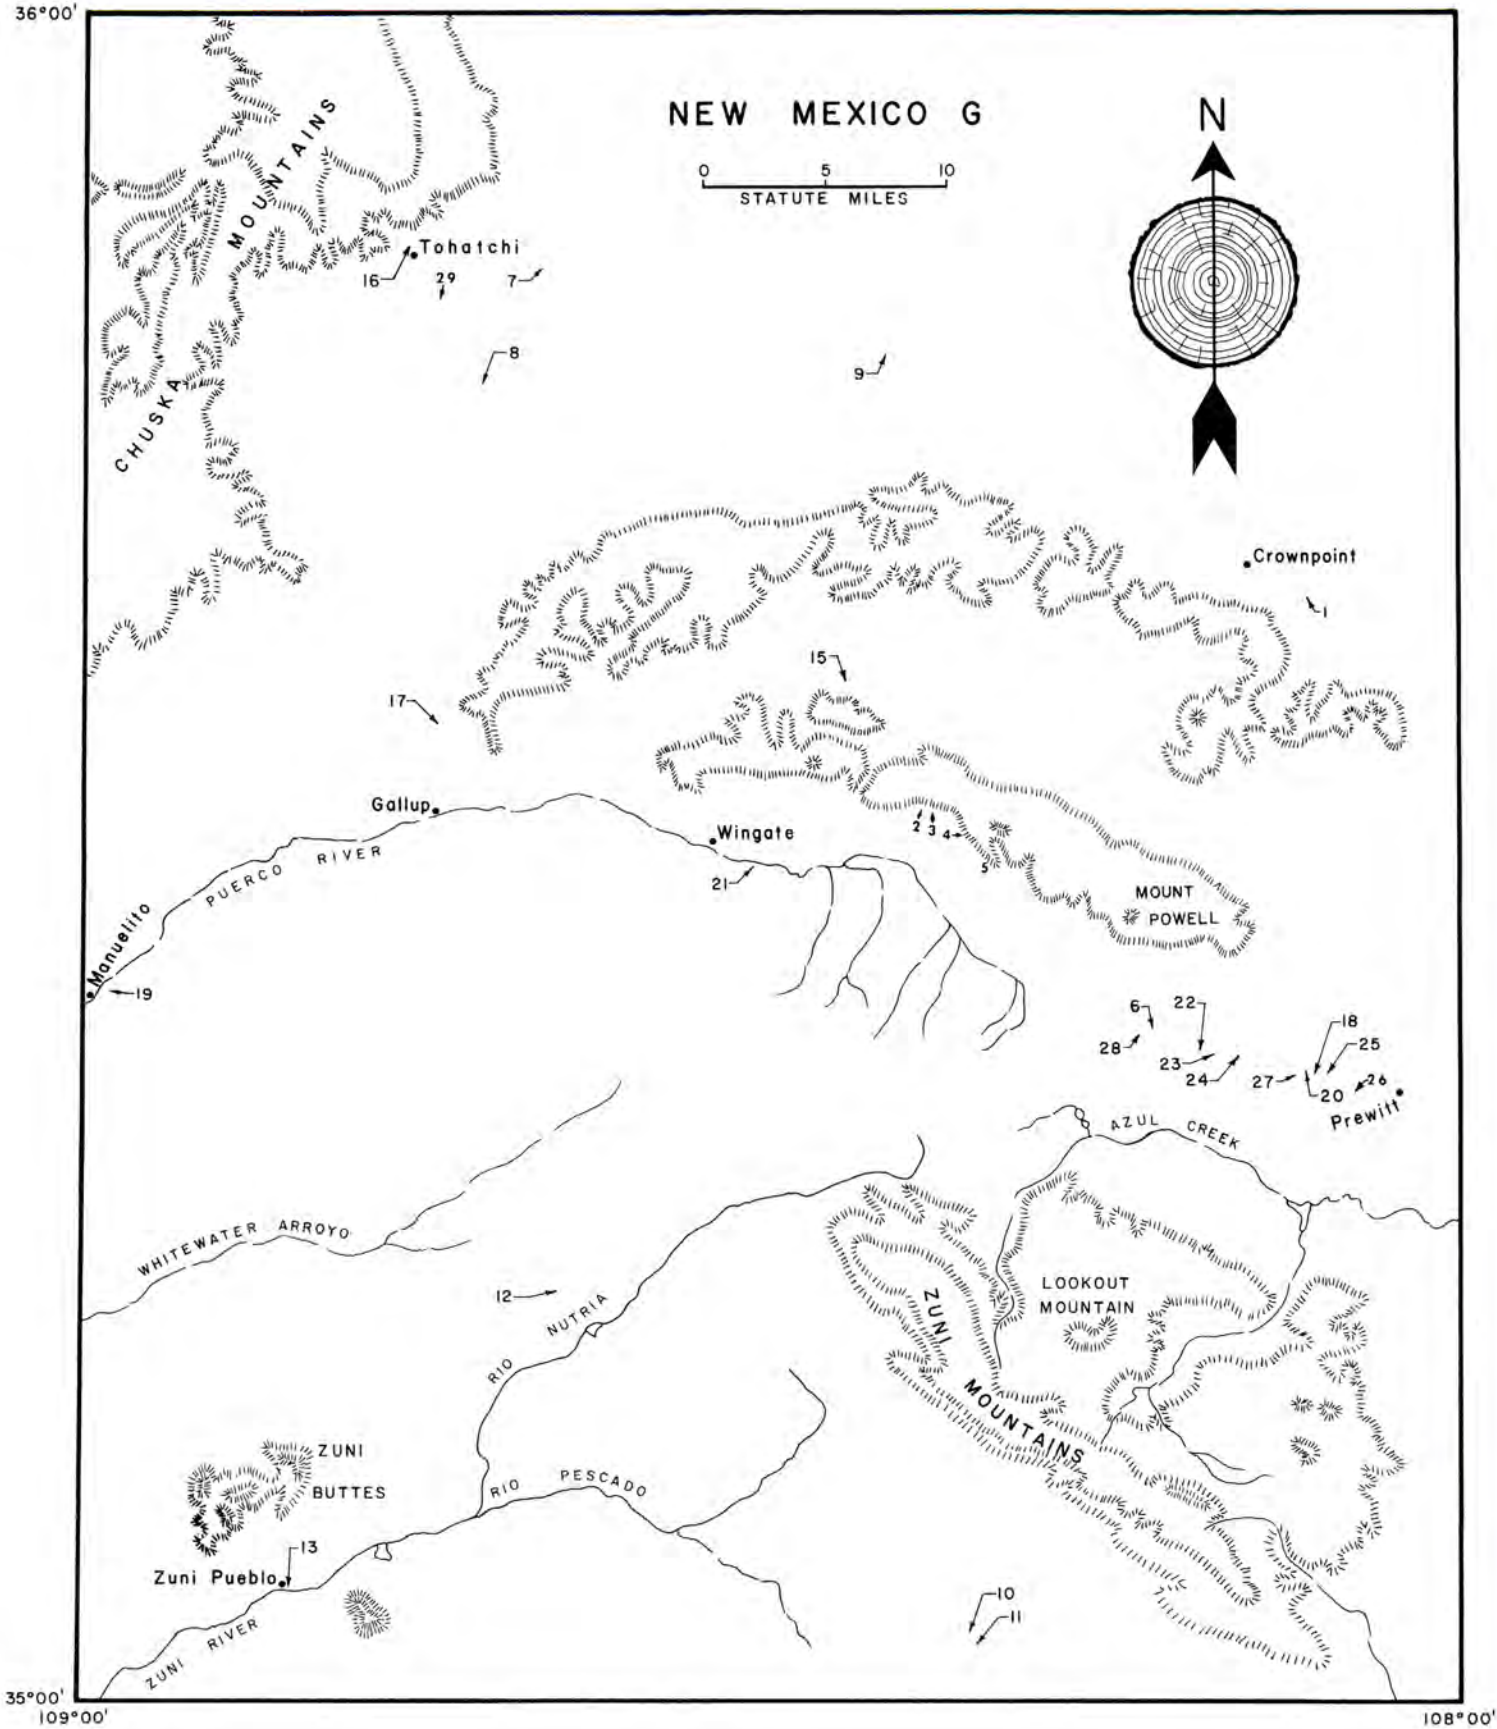 36°00'
NEW MEXICO G
N
0 5 10
STATUTE MILES
CHUSKA MOUNTAINS
Tohatchi
16
29
7
8
9
Crownpoint
1
15
17
Gallup
Wingate
2
3
4
5
21
PUERCO RIVER
MOUNT
POWELL
Manuelito
19
6
22
18
28
25
23
24
27
26
20
Prewitt
AZUL CREEK
WHITEWATER ARROYO
12
RIO NUTRIA
LOOKOUT
MOUNTAIN
ZUNI MOUNTAINS
ZUNI
BUTTES
RIO PESCADO
13
Zuni Pueblo
10
11
ZUNI RIVER
35°00'
109°00'
108°00'